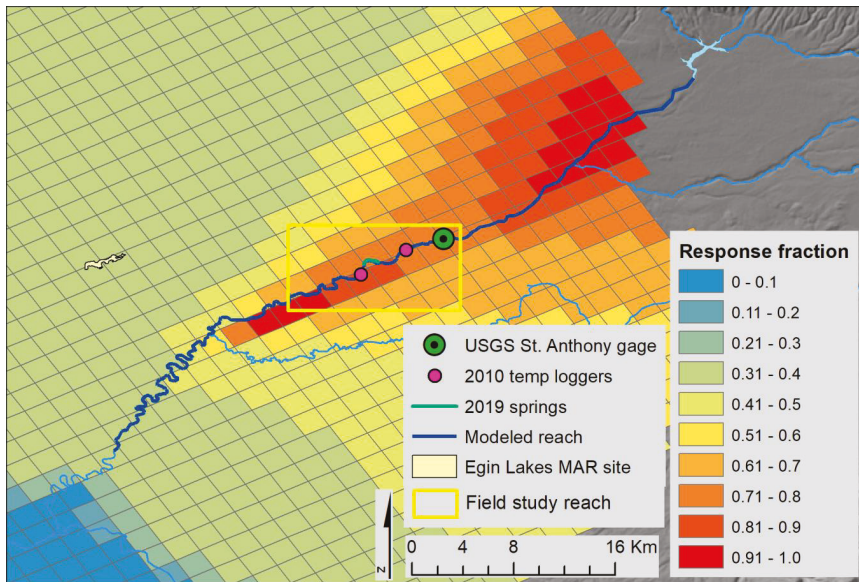 Response fraction
0 - 0.1
0.11 - 0.2
0.21 - 0.3
0.31 - 0.4
0.41 - 0.5
0.51 - 0.6
0.61 - 0.7
0.71 - 0.8
0.81 - 0.9
0.91 - 1.0
USGS St. Anthony gage
2010 temp loggers
2019 springs
Modeled reach
Egin Lakes MAR site
Field study reach
N
0 4 8 16 Km